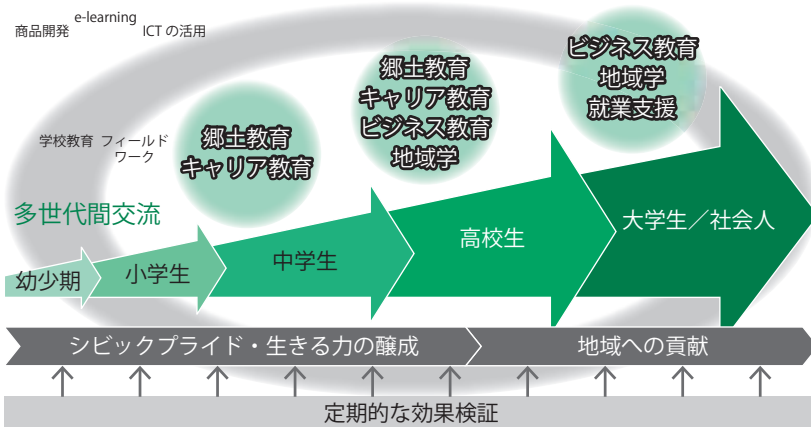 商品開発
e-learning
ICT の活用
学校教育
フィールド
ワーク
多世代間交流
郷土教育
キャリア教育
郷土教育
キャリア教育
ビジネス教育
地域学
ビジネス教育
地域学
就業支援
幼少期
小学生
中学生
高校生
大学生／社会人
シビックプライド・生きる力の醸成
地域への貢献
定期的な効果検証